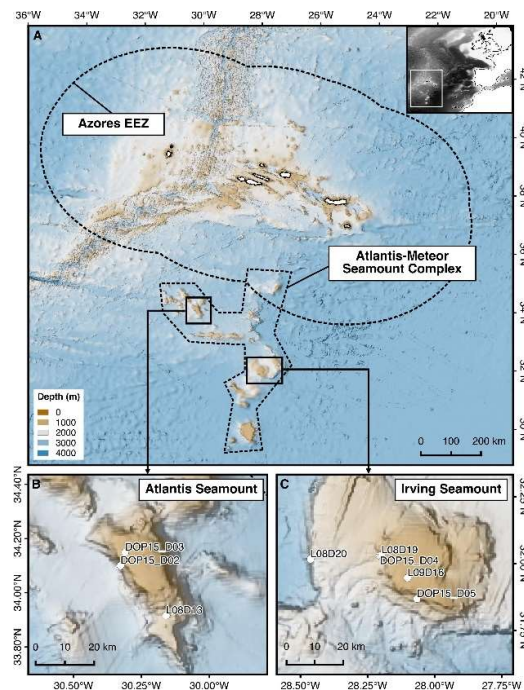 36°W 34°W 32°W 30°W 28°W 26°W 24°W 22°W 20°W
A
Azores EEZ
Atlantis-Meteor
Seamount Complex
Depth (m)
0
1000
2000
3000
4000
0 100 200 km
B
Atlantis Seamount
34.40°N
34.20°N
34.00°N
33.80°N
DOP15_D03
DOP15_D02
L08D13
0 10 20 km
30.50°W 30.25°W 30.00°W
C
Irving Seamount
L08D20
L08D19
DOP15_D04
L09D16
DOP15_D05
0 10 20 km
28.50°W 28.25°W 28.00°W 27.75°W